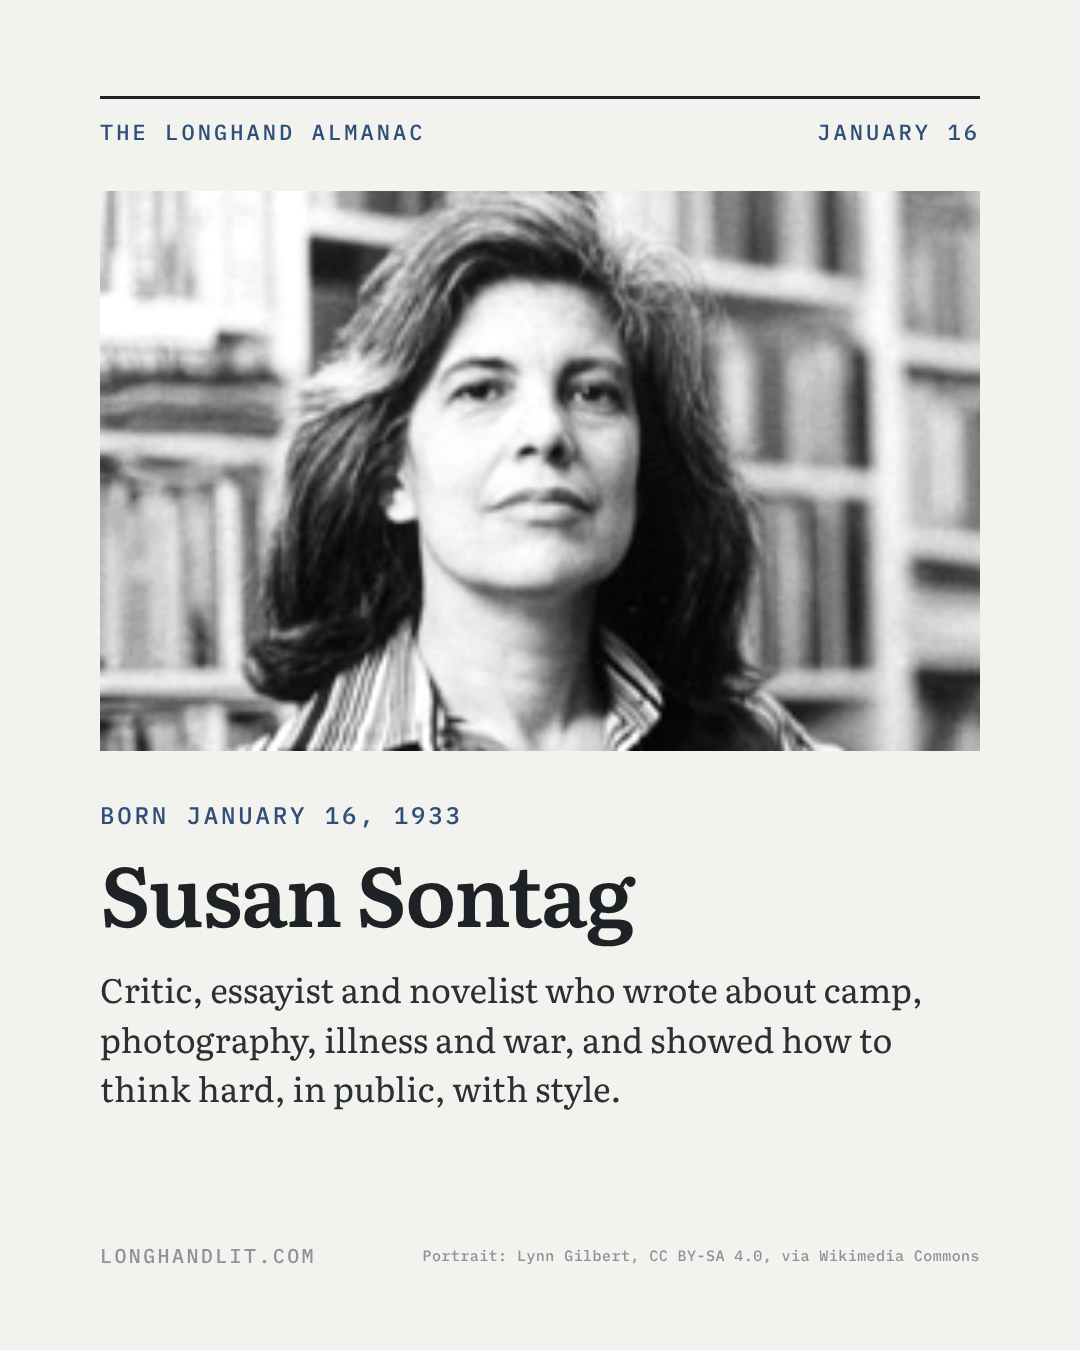 THE LONGHAND ALMANAC
JANUARY 16
BORN JANUARY 16, 1933
Susan Sontag
Critic, essayist and novelist who wrote about camp,
photography, illness and war, and showed how to
think hard, in public, with style.
LONGHANDLIT.COM
Portrait: Lynn Gilbert, CC BY-SA 4.0, via Wikimedia Commons